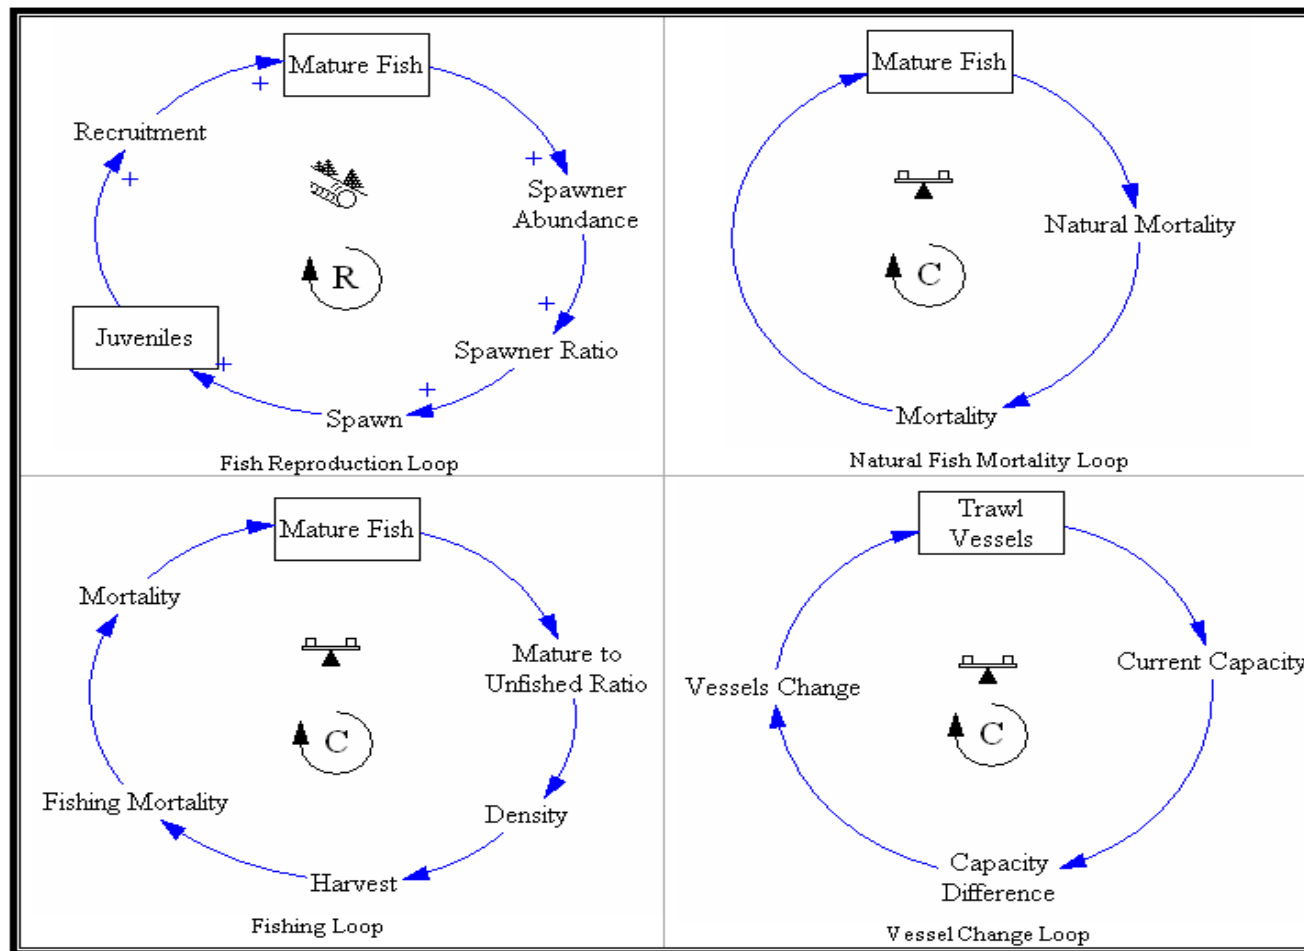 Mature Fish
+
Recruitment
+
+
Spawner
Abundance
R
+
Juveniles
Spawner Ratio
+
+
Spawn
Fish Reproduction Loop
Mature Fish
Natural Mortality
C
Mortality
Natural Fish Mortality Loop
Mature Fish
Mortality
Mature to
Unfished Ratio
C
Fishing Mortality
Density
Harvest
Fishing Loop
Trawl
Vessels
Current Capacity
Vessels Change
C
Capacity
Difference
Vessel Change Loop